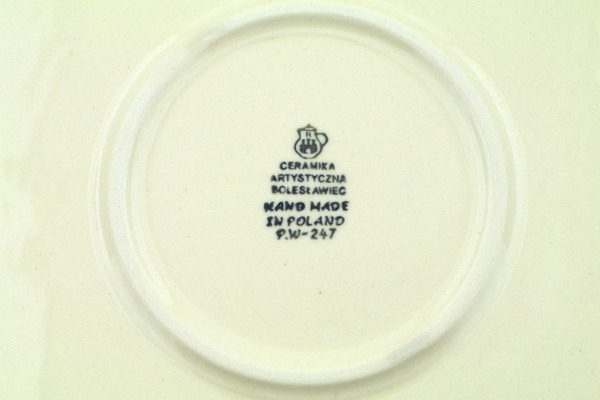 CERAMIKA
ARTYSTYCZNA
BOLESŁAWIEC
HAND MADE
IN POLAND
P.W-247